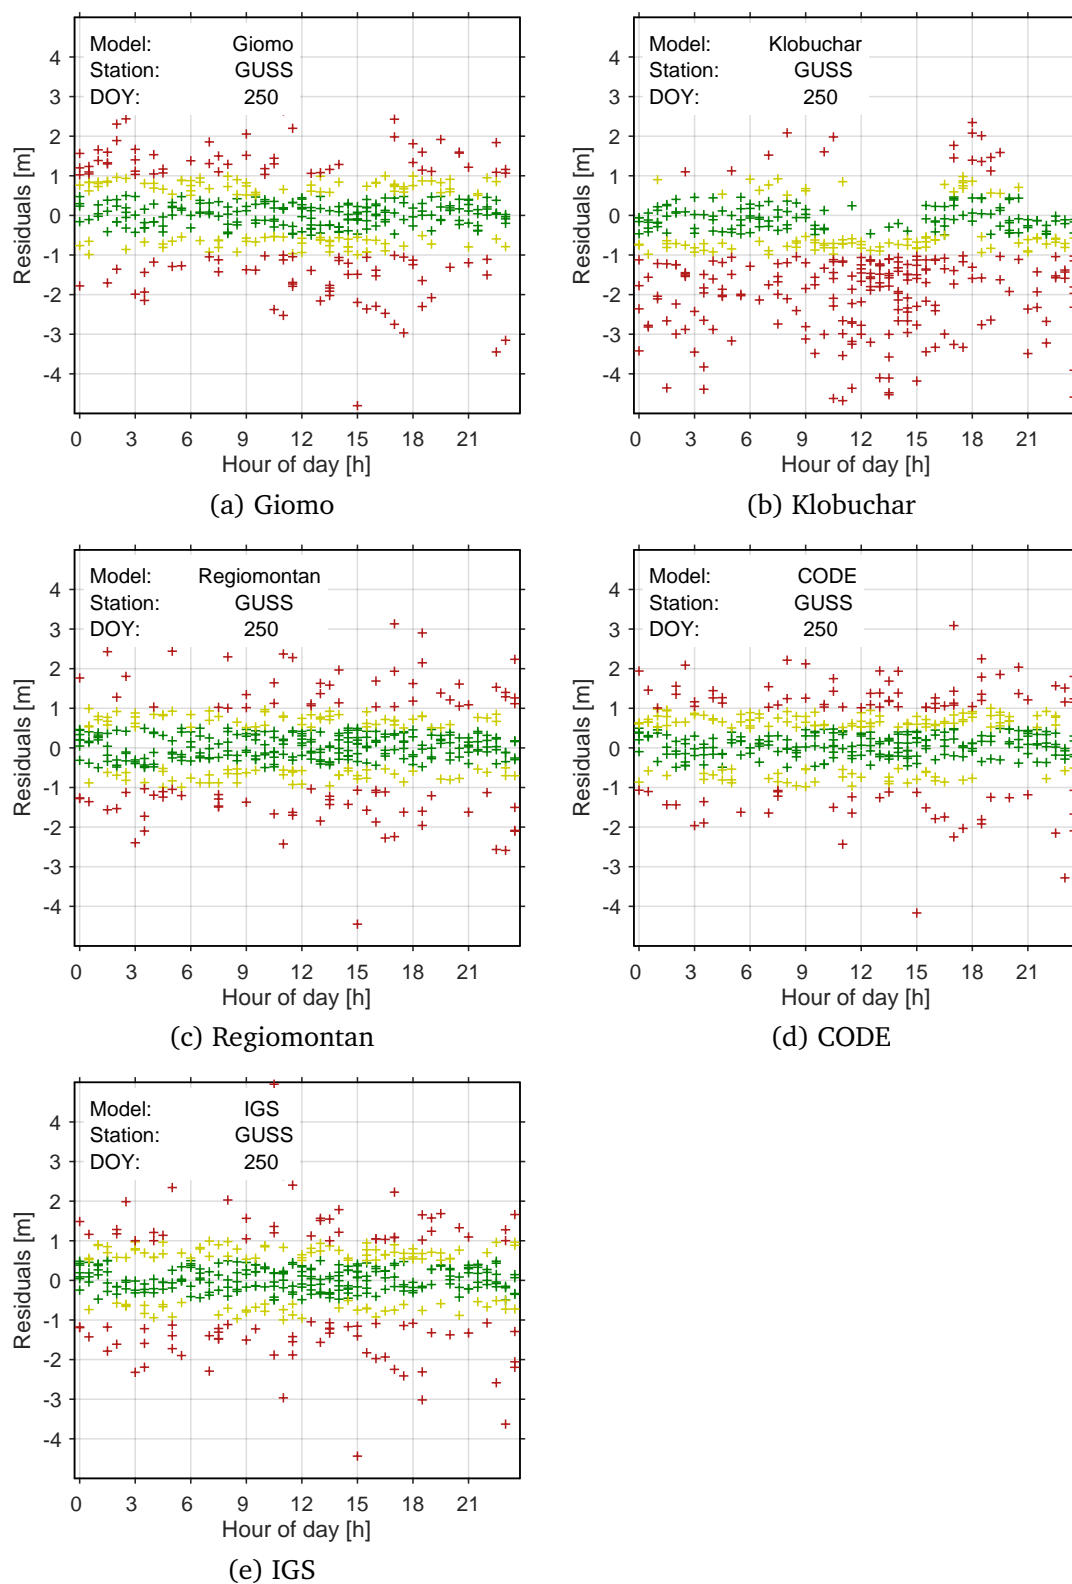 Model: Giomo
Station: GUSS
DOY: 250
Residuals [m]
4
3
2
1
0
-1
-2
-3
-4
0 3 6 9 12 15 18 21
Hour of day [h]
(a) Giomo
Model: Klobuchar
Station: GUSS
DOY: 250
Residuals [m]
4
3
2
1
0
-1
-2
-3
-4
0 3 6 9 12 15 18 21
Hour of day [h]
(b) Klobuchar
Model: Regiomontan
Station: GUSS
DOY: 250
Residuals [m]
4
3
2
1
0
-1
-2
-3
-4
0 3 6 9 12 15 18 21
Hour of day [h]
(c) Regiomontan
Model: CODE
Station: GUSS
DOY: 250
Residuals [m]
4
3
2
1
0
-1
-2
-3
-4
0 3 6 9 12 15 18 21
Hour of day [h]
(d) CODE
Model: IGS
Station: GUSS
DOY: 250
Residuals [m]
4
3
2
1
0
-1
-2
-3
-4
0 3 6 9 12 15 18 21
Hour of day [h]
(e) IGS